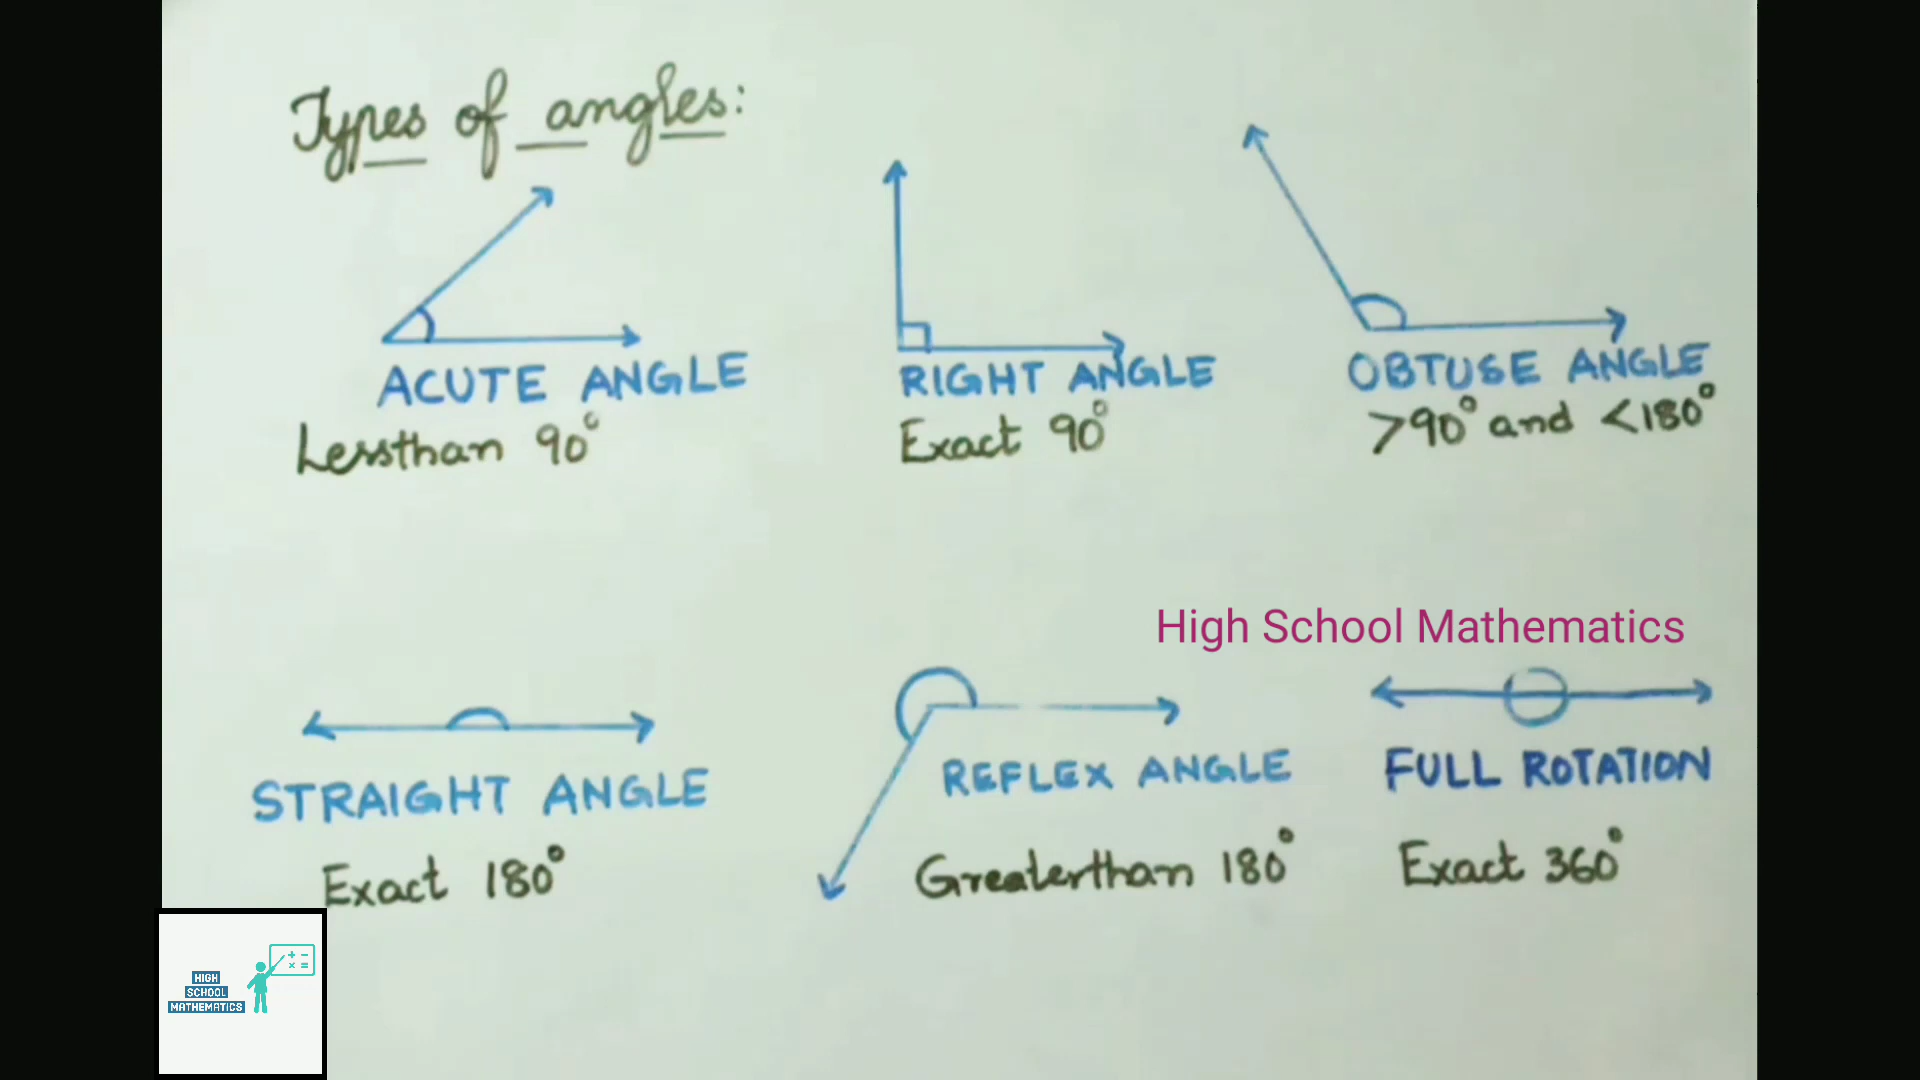 Types of angles:
ACUTE ANGLE
Lessthan 90°
RIGHT ANGLE
Exact 90°
OBTUSE ANGLE
>90° and <180°
High School Mathematics
STRAIGHT ANGLE
Exact 180°
REFLEX ANGLE
Greaterthan 180°
FULL ROTATION
Exact 360°
HIGH
SCHOOL
MATHEMATICS